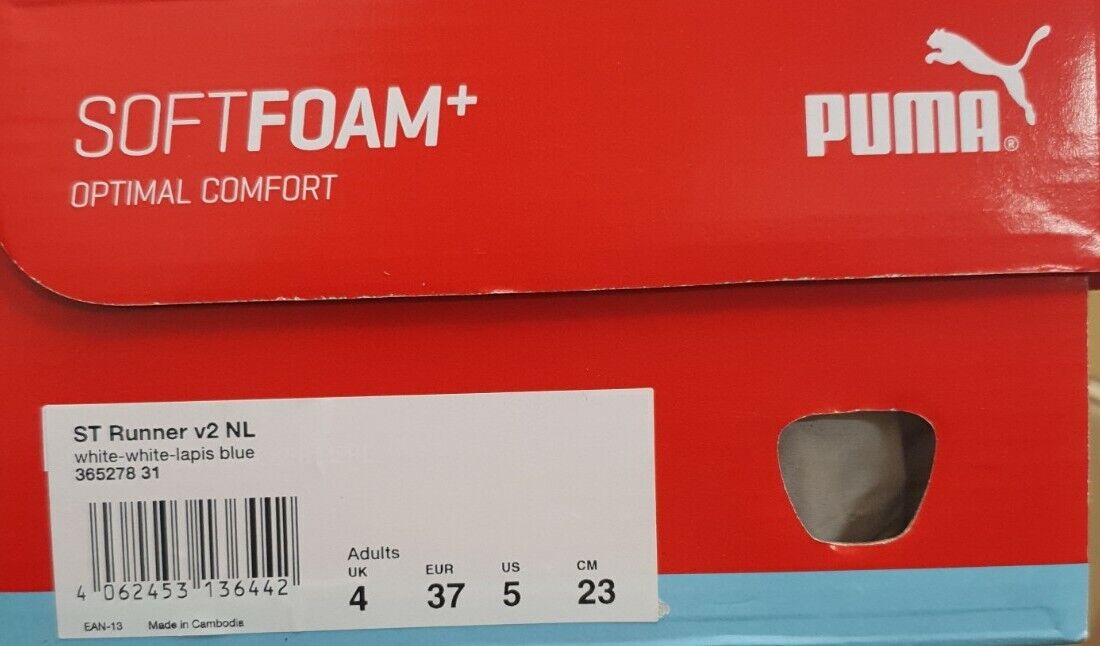 SOFTFOAM+
OPTIMAL COMFORT
PUMA®
ST Runner v2 NL
white-white-lapis blue
365278 31
4 062453 136442
EAN-13 Made in Cambodia
Adults
UK EUR US CM
4 37 5 23